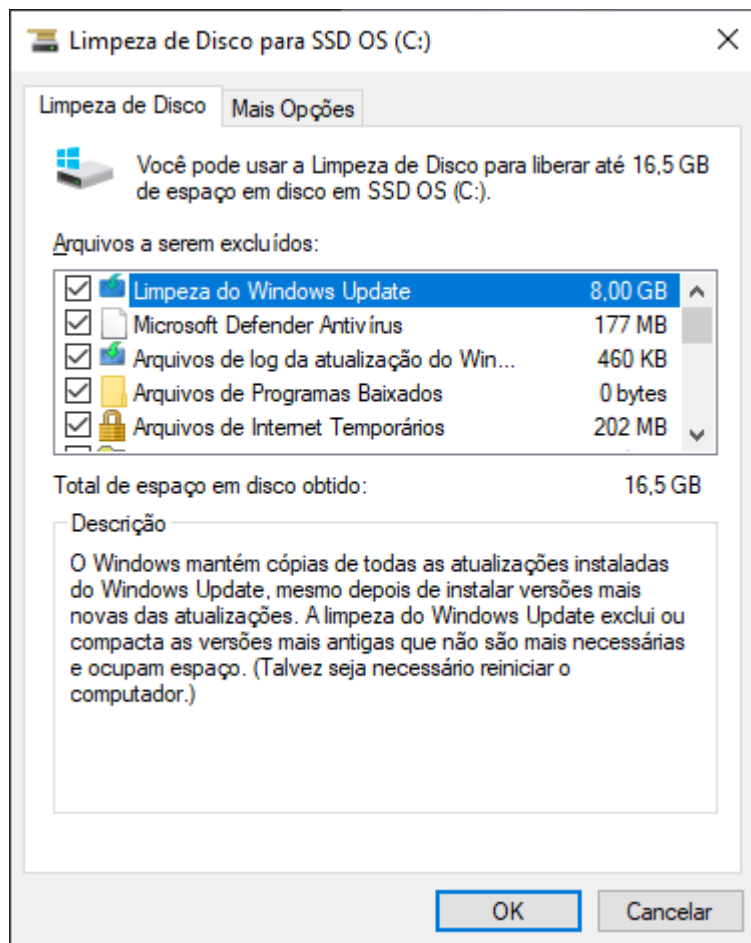 Limpeza de Disco para SSD OS (C:)
Limpeza de Disco
Mais Opções
Você pode usar a Limpeza de Disco para liberar até 16,5 GB
de espaço em disco em SSD OS (C:).
Arquivos a serem excluídos:
Limpeza do Windows Update 8,00 GB
Microsoft Defender Antivírus 177 MB
Arquivos de log da atualização do Win... 460 KB
Arquivos de Programas Baixados 0 bytes
Arquivos de Internet Temporários 202 MB
Total de espaço em disco obtido: 16,5 GB
Descrição
O Windows mantém cópias de todas as atualizações instaladas
do Windows Update, mesmo depois de instalar versões mais
novas das atualizações. A limpeza do Windows Update exclui ou
compacta as versões mais antigas que não são mais necessárias
e ocupam espaço. (Talvez seja necessário reiniciar o
computador.)
OK
Cancelar